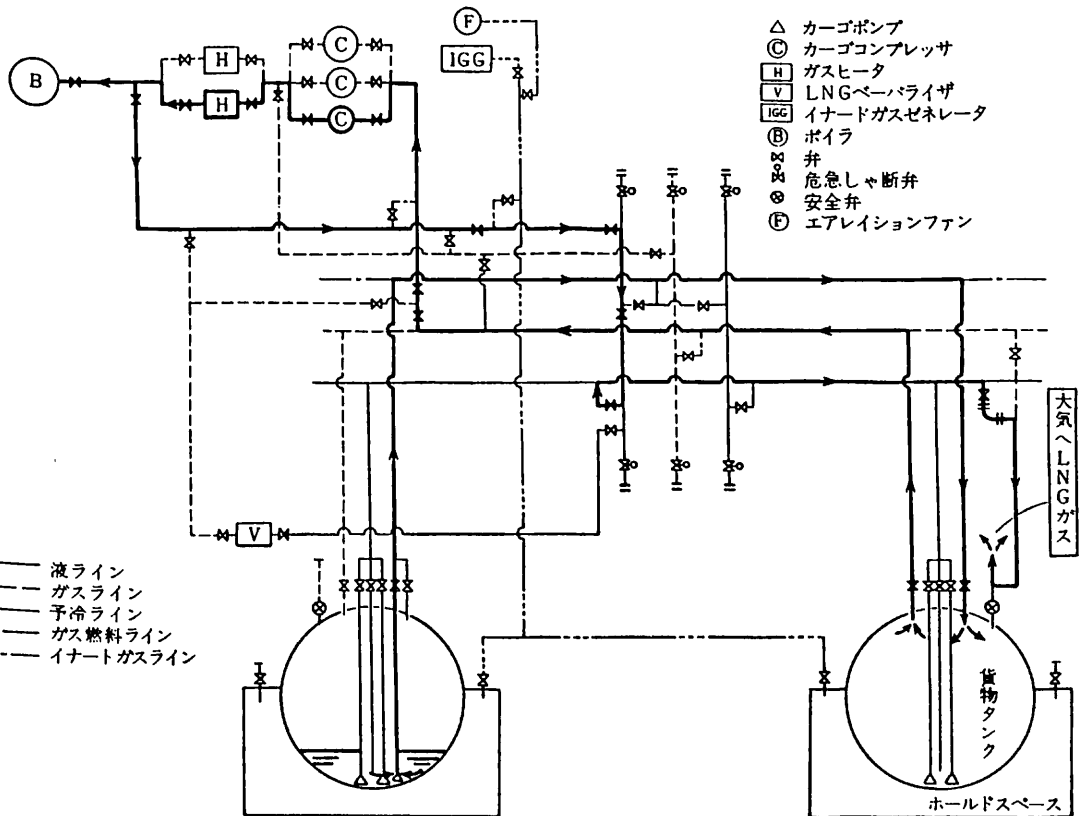 F
IGG
C
H
B
C
H
C
△ カーゴポンプ
Ⓒ カーゴコンプレッサ
H ガスヒータ
V LNGベーパライザ
IGG イナードガスゼネレータ
Ⓑ ボイラ
弁
危急しゃ断弁
安全弁
Ⓕ エアレイションファン
大気へLNGガス
V
液ライン
ガスライン
予冷ライン
ガス燃料ライン
イナートガスライン
貨物タンク
ホールドスペース